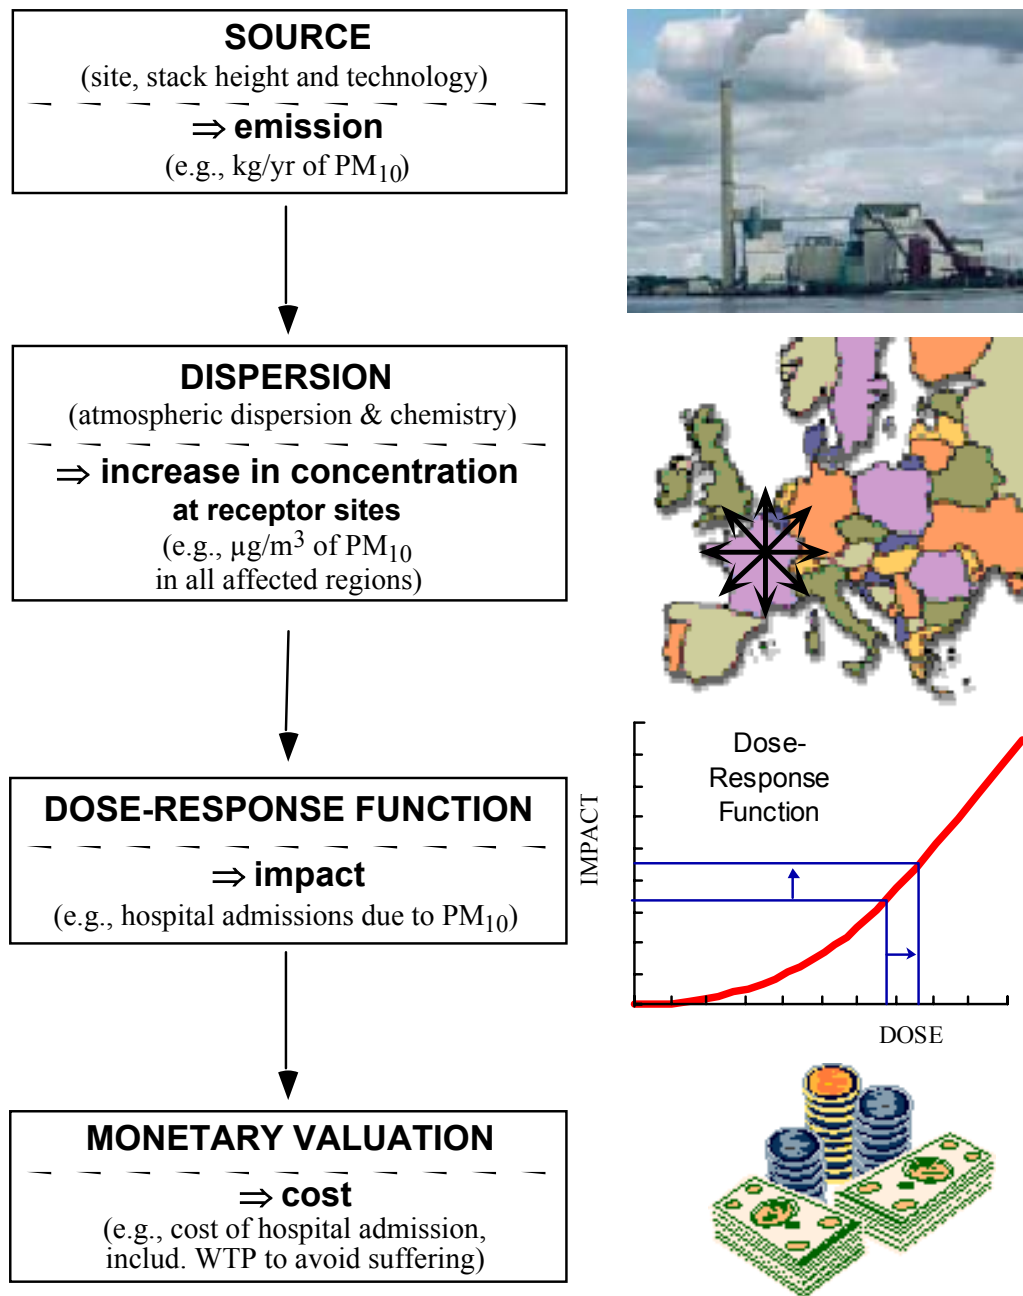 SOURCE
(site, stack height and technology)
⇒ emission
(e.g., kg/yr of PM10)
DISPERSION
(atmospheric dispersion & chemistry)
⇒ increase in concentration
at receptor sites
(e.g., µg/m³ of PM10
in all affected regions)
DOSE-RESPONSE FUNCTION
⇒ impact
(e.g., hospital admissions due to PM10)
Dose-
Response
Function
IMPACT
DOSE
MONETARY VALUATION
⇒ cost
(e.g., cost of hospital admission,
includ. WTP to avoid suffering)